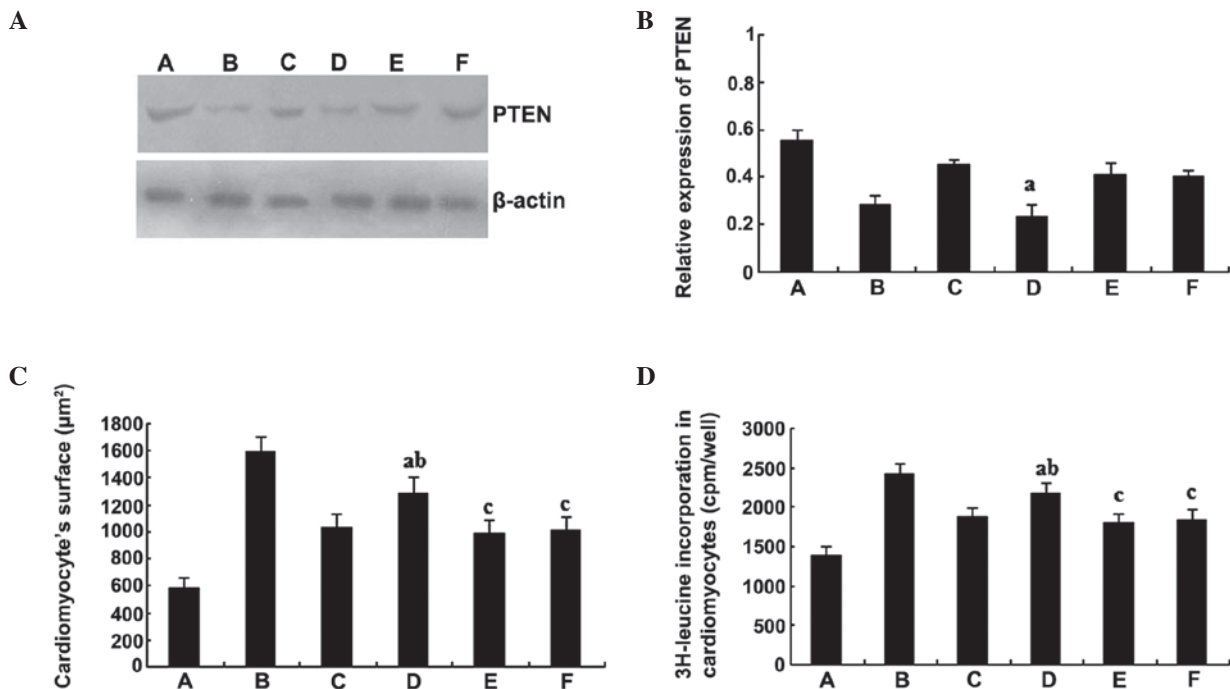 A
A B C D E F
PTEN
β-actin
B
Relative expression of PTEN
1
0.8
0.6
0.4
0.2
0
a
A B C D E F
C
Cardiomyocyte's surface (µm²)
1800
1600
1400
1200
1000
800
600
400
200
0
ab
c
c
A B C D E F
D
3H-leucine incorporation in
cardiomyocytes (cpm/well)
3000
2500
2000
1500
1000
500
0
ab
c
c
A B C D E F